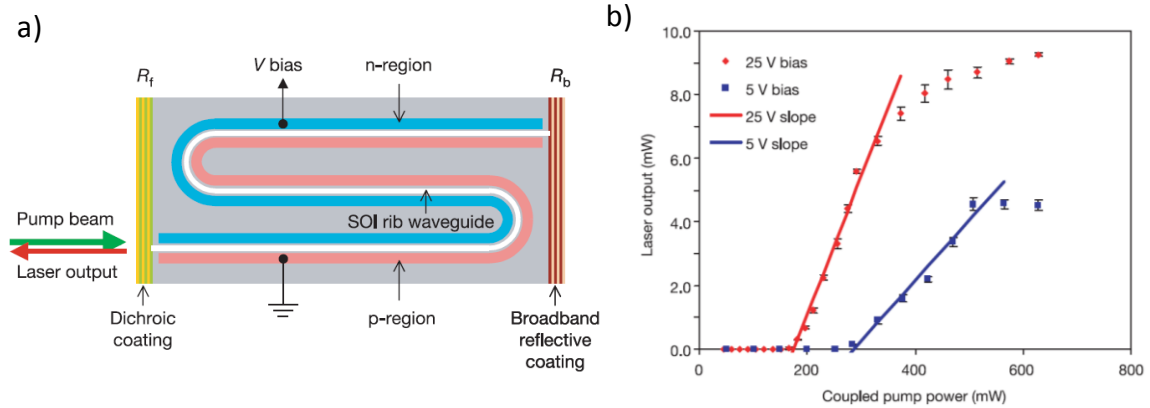 a)
R_f
V bias
n-region
R_b
SOI rib waveguide
Pump beam
Laser output
Dichroic
coating
p-region
Broadband
reflective
coating
b)
10.0
8.0
6.0
4.0
2.0
0.0
Laser output (mW)
25 V bias
5 V bias
25 V slope
5 V slope
0
200
400
600
800
Coupled pump power (mW)